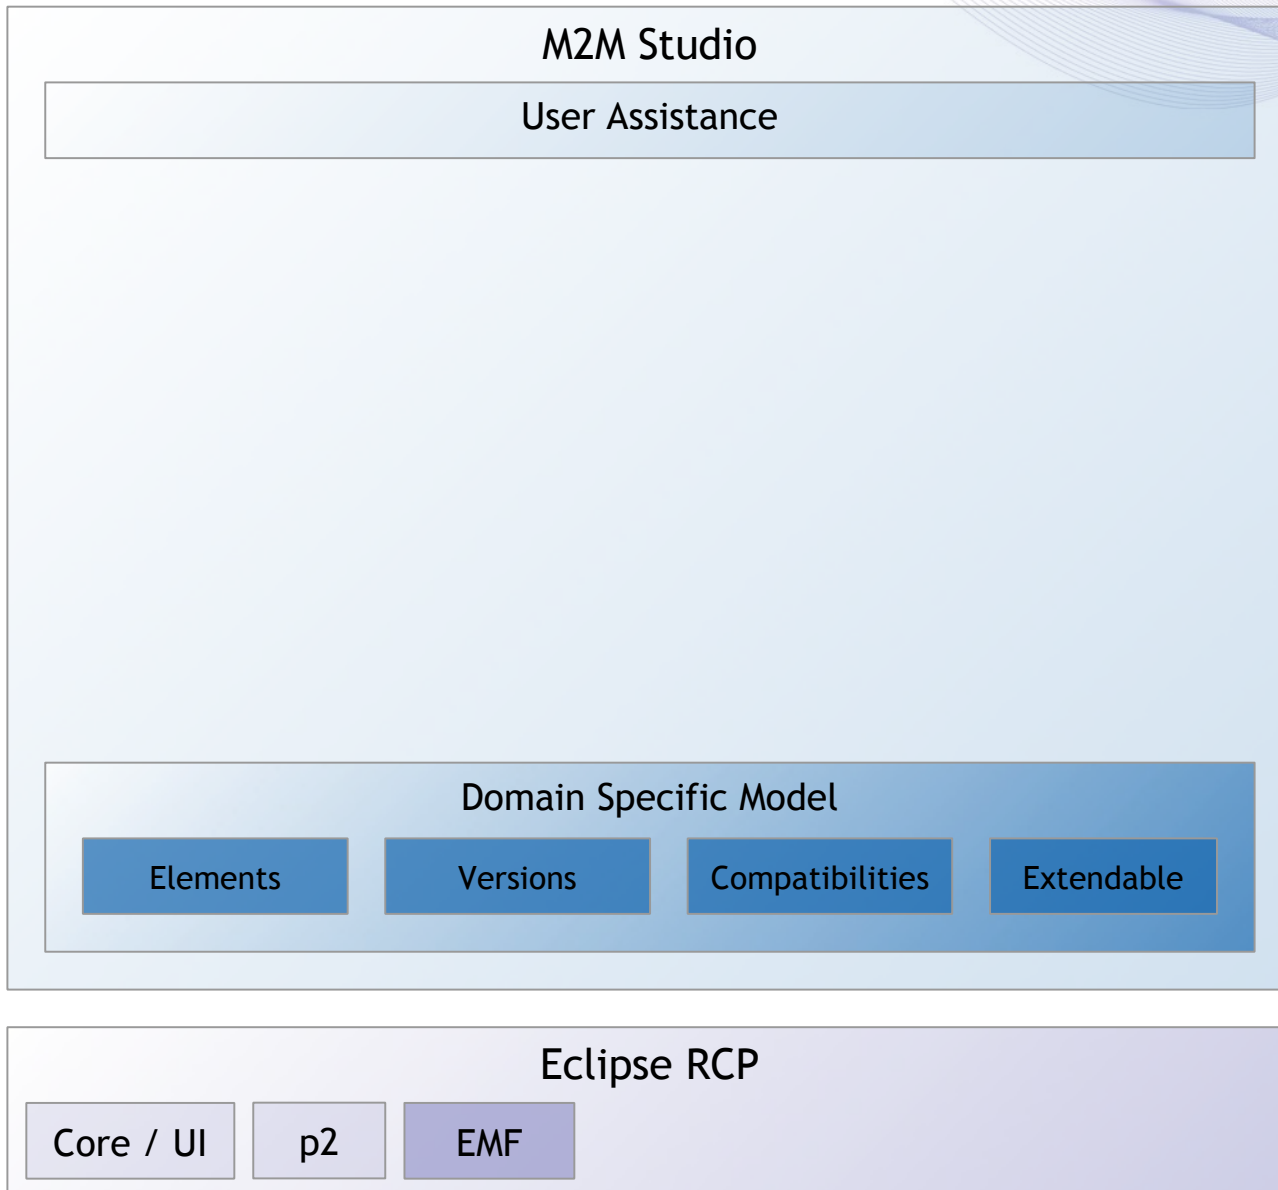 M2M Studio
User Assistance
Domain Specific Model
Elements
Versions
Compatibilities
Extendable
Eclipse RCP
Core / UI
p2
EMF